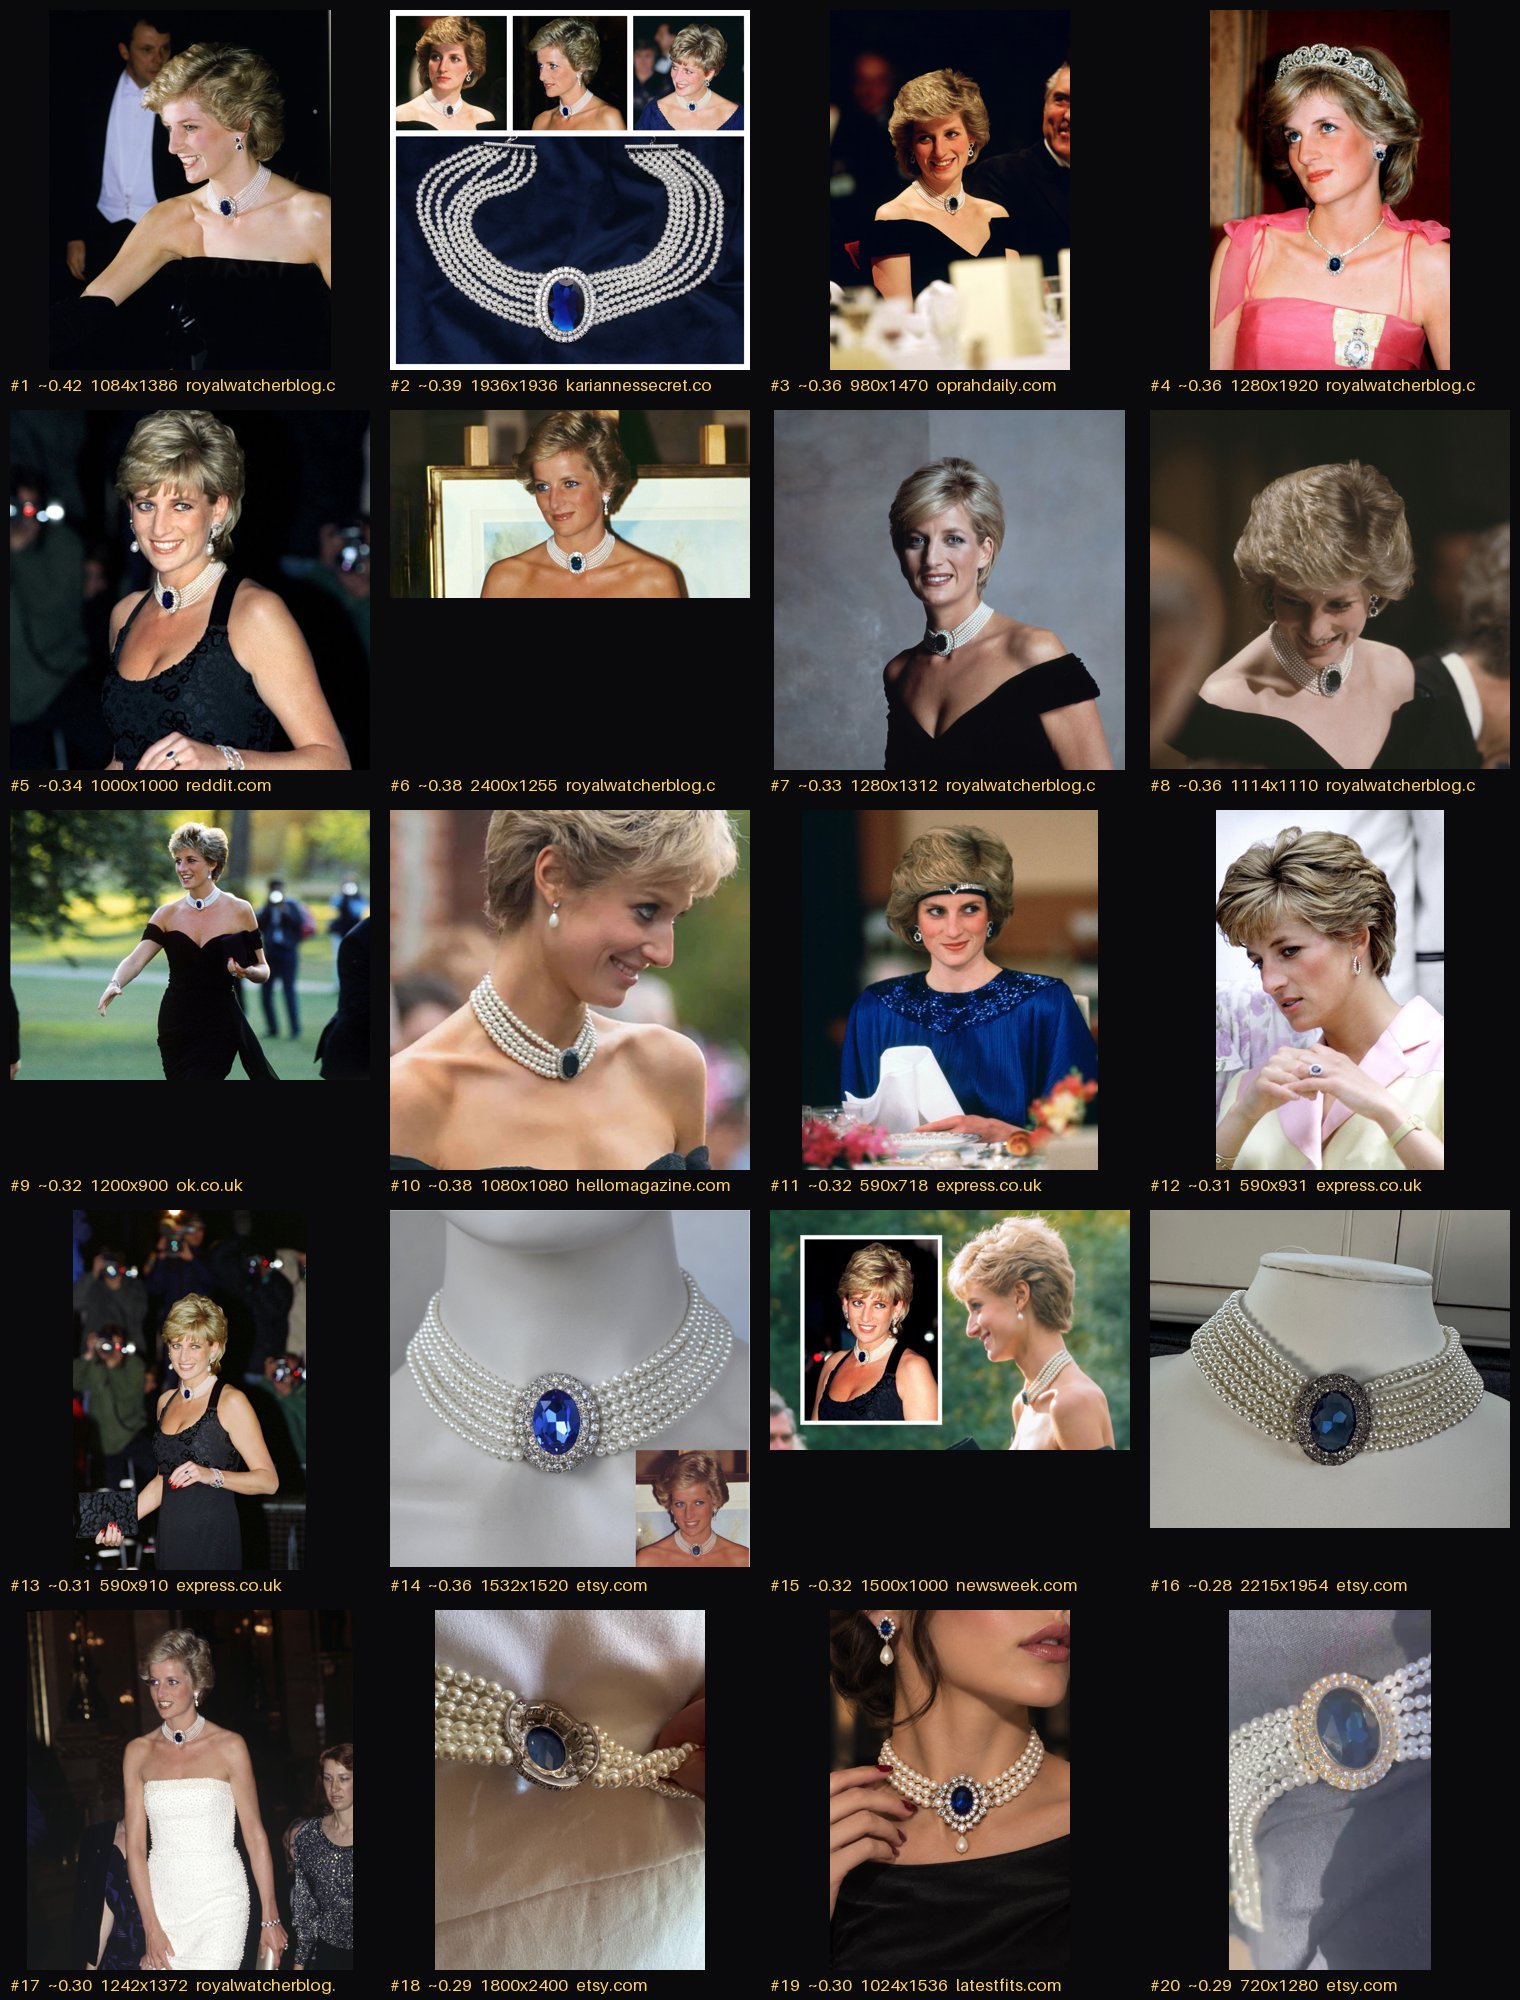 #1 ~0.42 1084x1386 royalwatcherblog.c
#2 ~0.39 1936x1936 kariannessecret.co
#3 ~0.36 980x1470 oprahdaily.com
#4 ~0.36 1280x1920 royalwatcherblog.c
#5 ~0.34 1000x1000 reddit.com
#6 ~0.38 2400x1255 royalwatcherblog.c
#7 ~0.33 1280x1312 royalwatcherblog.c
#8 ~0.36 1114x1110 royalwatcherblog.c
#9 ~0.32 1200x900 ok.co.uk
#10 ~0.38 1080x1080 hellomagazine.com
#11 ~0.32 590x718 express.co.uk
#12 ~0.31 590x931 express.co.uk
#13 ~0.31 590x910 express.co.uk
#14 ~0.36 1532x1520 etsy.com
#15 ~0.32 1500x1000 newsweek.com
#16 ~0.28 2215x1954 etsy.com
#17 ~0.30 1242x1372 royalwatcherblog.
#18 ~0.29 1800x2400 etsy.com
#19 ~0.30 1024x1536 latestfits.com
#20 ~0.29 720x1280 etsy.com